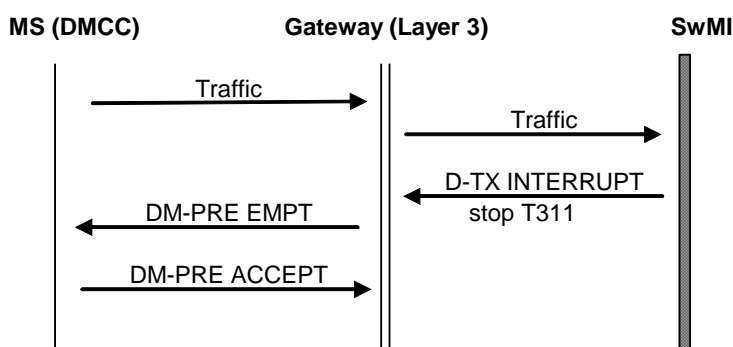 MS (DMCC) Gateway (Layer 3) SwMI
Traffic
Traffic
D-TX INTERRUPT
stop T311
DM-PRE EMPT
DM-PRE ACCEPT